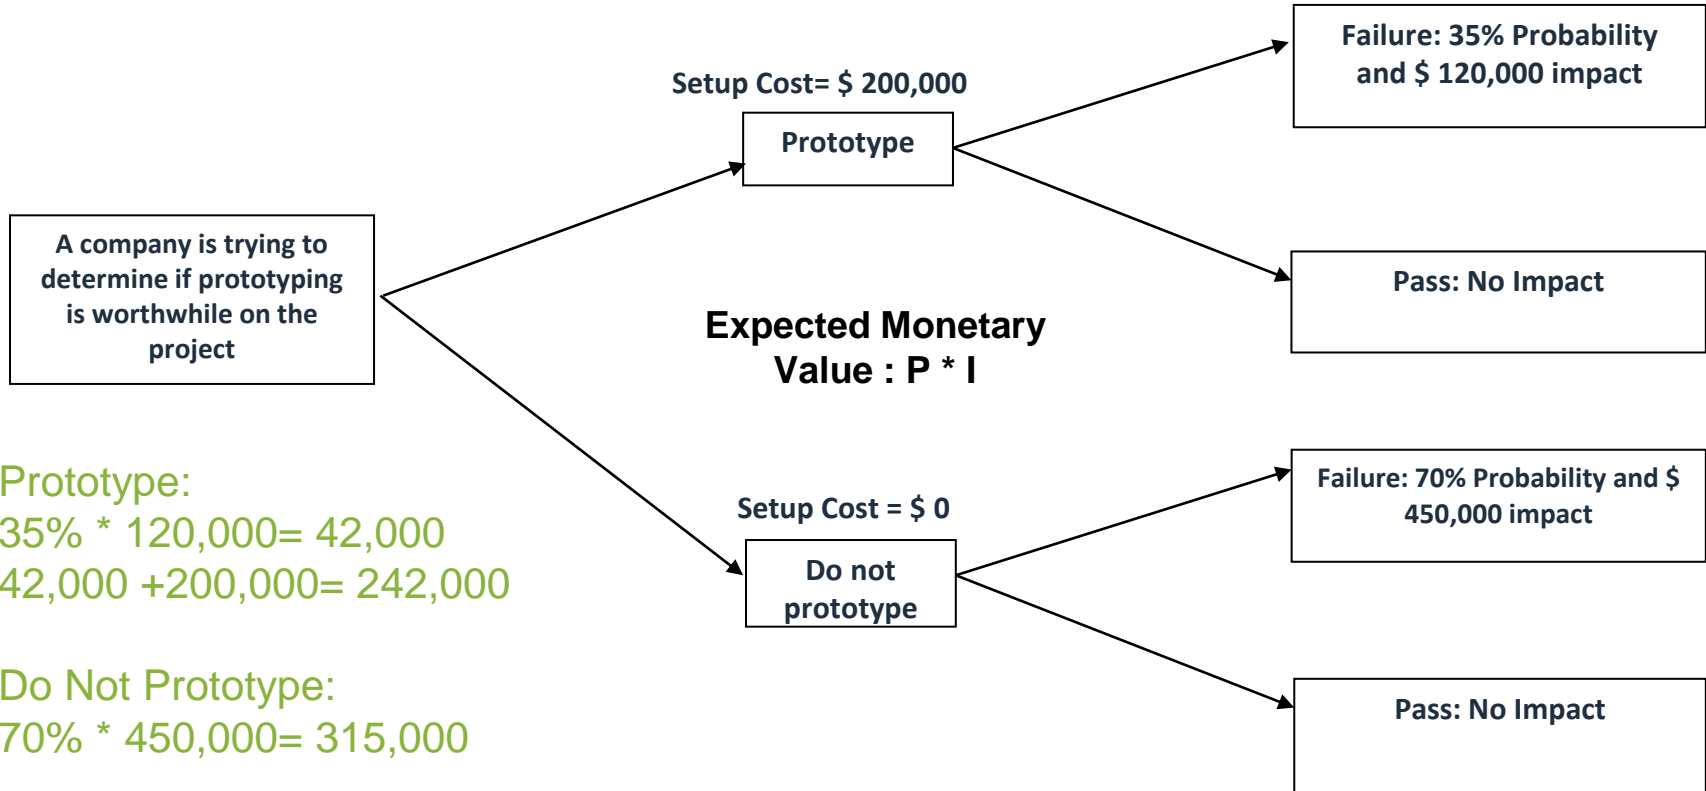 Failure: 35% Probability
and $ 120,000 impact
Setup Cost= $ 200,000
Prototype
A company is trying to
determine if prototyping
is worthwhile on the
project
Pass: No Impact
Expected Monetary
Value : P * I
Prototype:
35% * 120,000= 42,000
42,000 +200,000= 242,000
Failure: 70% Probability and $
450,000 impact
Setup Cost = $ 0
Do not
prototype
Do Not Prototype:
70% * 450,000= 315,000
Pass: No Impact